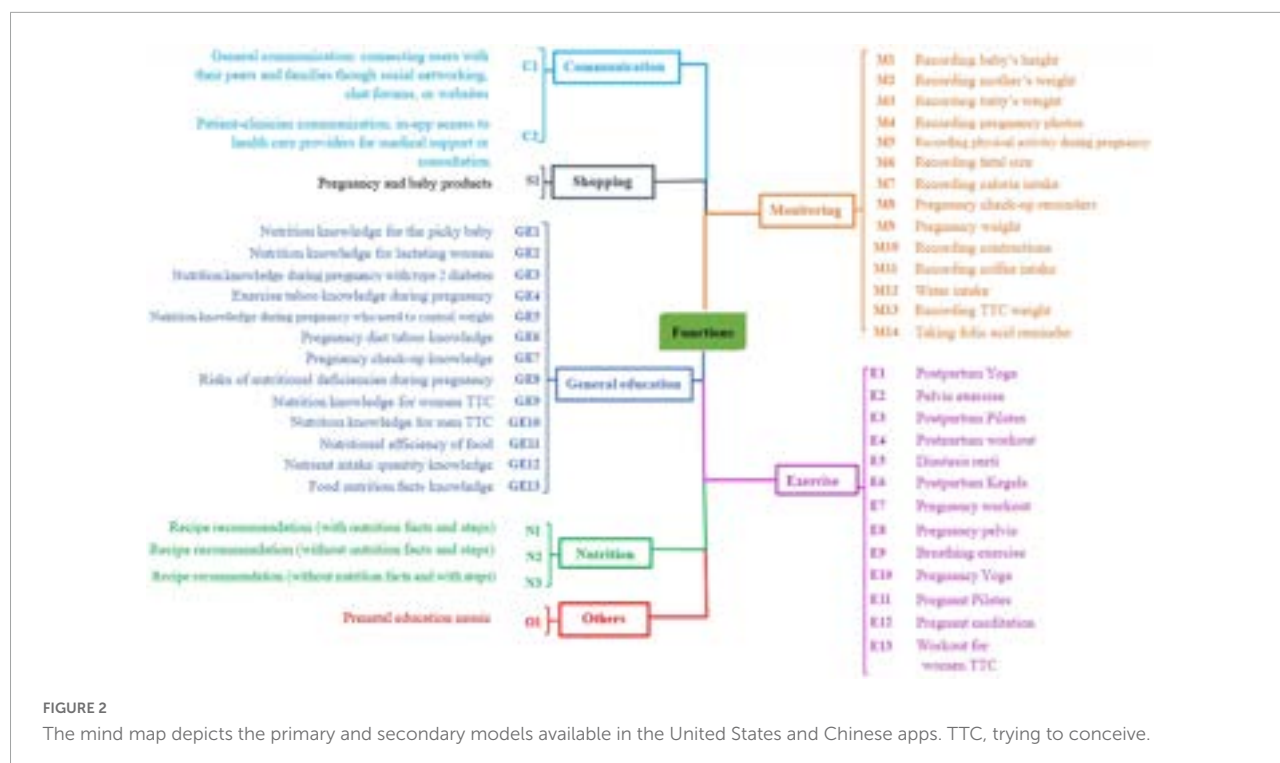 General communication: connecting users with
their peers and families though social networking,
chat forums, or websites
C1
Communication
Patient-clinician communication: in-app access to
health care providers for medical support or
consultation
C2
Pregnancy and baby products
S1
Shopping
Nutrition knowledge for the picky baby GE1
Nutrition knowledge for lactating women GE2
Nutrition knowledge during pregnancy with type 2 diabetes GE3
Exercise taboo knowledge during pregnancy GE4
Nutrition knowledge during pregnancy who need to control weight GE5
Pregnancy diet taboo knowledge GE6
Pregnancy check-up knowledge GE7
Risks of nutritional deficiencies during pregnancy GE8
Nutrition knowledge for women TTC GE9
Nutrition knowledge for men TTC GE10
Nutritional efficiency of food GE11
Nutrient intake quantity knowledge GE12
Food nutrition facts knowledge GE13
General education
Recipe recommendation (with nutrition facts and steps) N1
Recipe recommendation (without nutrition facts and steps) N2
Recipe recommendation (without nutrition facts and with steps) N3
Nutrition
Prenatal education music O1
Others
Functions
Monitoring
M1 Recording baby's height
M2 Recording mother's weight
M3 Recording baby's weight
M4 Recording pregnancy photos
M5 Recording physical activity during pregnancy
M6 Recording fetal size
M7 Recording calorie intake
M8 Pregnancy check-up reminders
M9 Pregnancy weight
M10 Recording contractions
M11 Recording coffee intake
M12 Water intake
M13 Recording TTC weight
M14 Taking folic acid reminder
Exercise
E1 Postpartum Yoga
E2 Pelvis exercise
E3 Postpartum Pilates
E4 Postpartum workout
E5 Diastasis recti
E6 Postpartum Kegels
E7 Pregnancy workout
E8 Pregnancy pelvis
E9 Breathing exercise
E10 Pregnancy Yoga
E11 Pregnant Pilates
E12 Pregnant meditation
E13 Workout for
women TTC
FIGURE 2
The mind map depicts the primary and secondary models available in the United States and Chinese apps. TTC, trying to conceive.